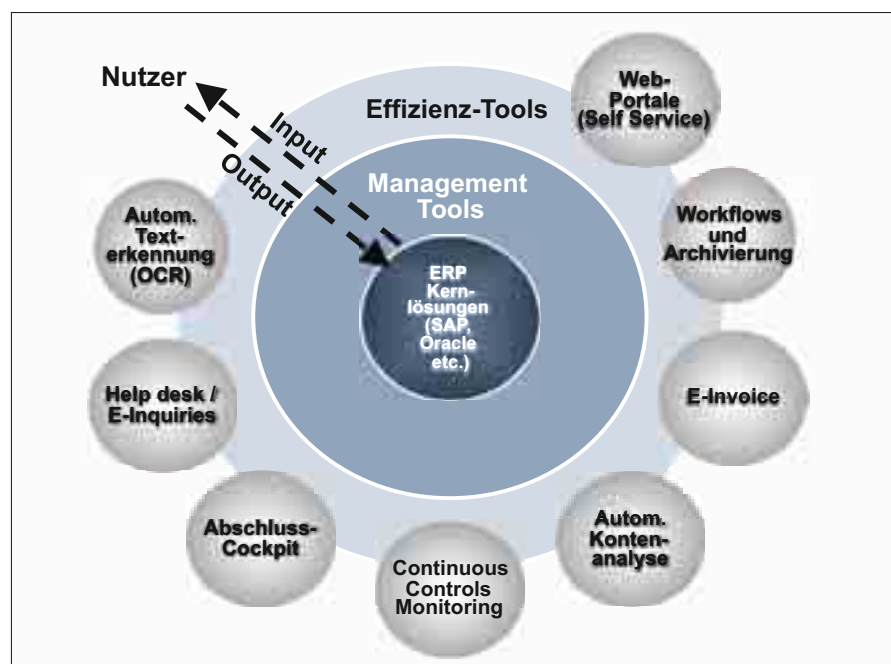 Nutzer
Input
Output
Effizienz-Tools
Management
Tools
ERP
Kern-
lösungen
(SAP,
Oracle
etc.)
Web-
Portale
(Self Service)
Workflows
und
Archivierung
E-Invoice
Autom.
Konten-
analyse
Continuous
Controls
Monitoring
Abschluss-
Cockpit
Help desk /
E-Inquiries
Autom.
Text-
erkennung
(OCR)